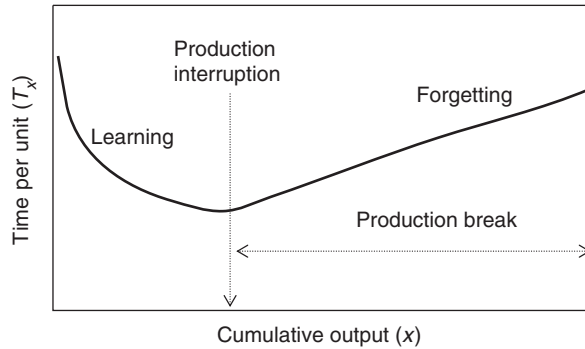 Production
interruption
Forgetting
Learning
Production break
Time per unit (Tx)
Cumulative output (x)